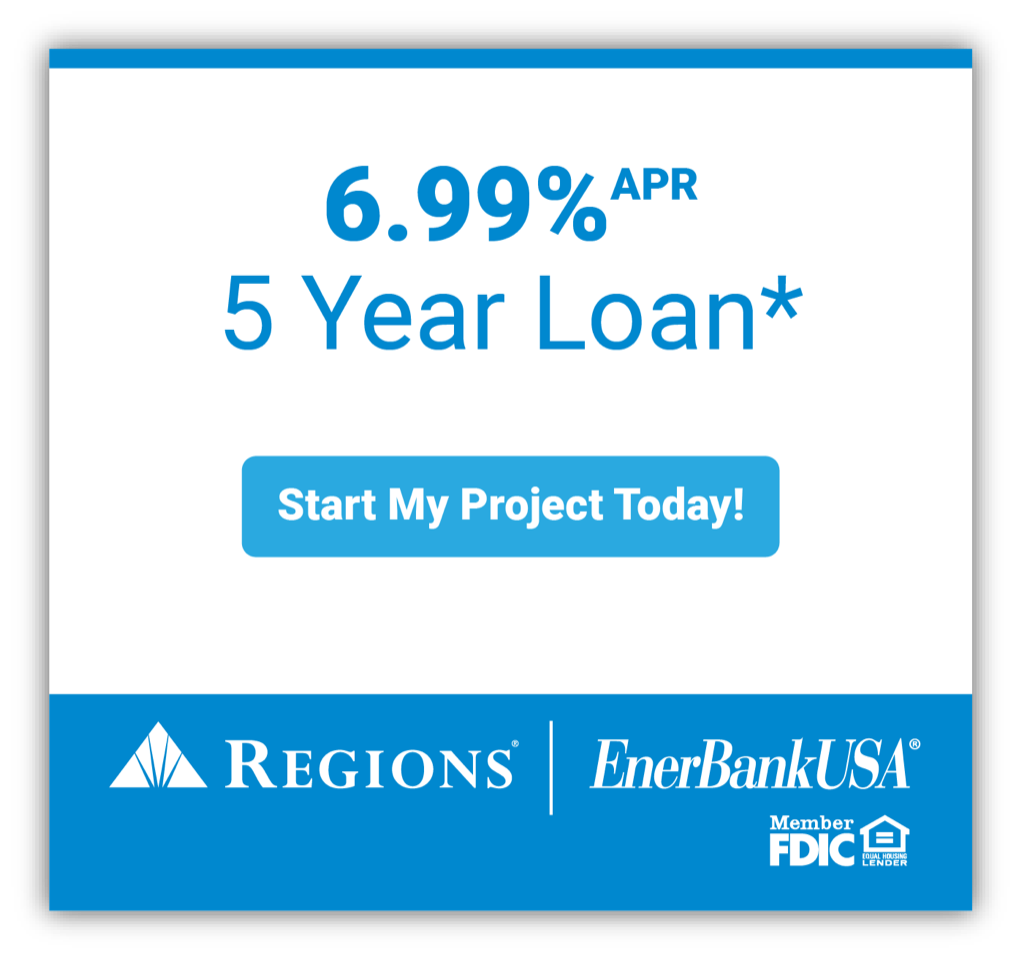 6.99% APR
5 Year Loan*
Start My Project Today!
REGIONS® EnerBankUSA®
Member
FDIC
EQUAL HOUSING
LENDER